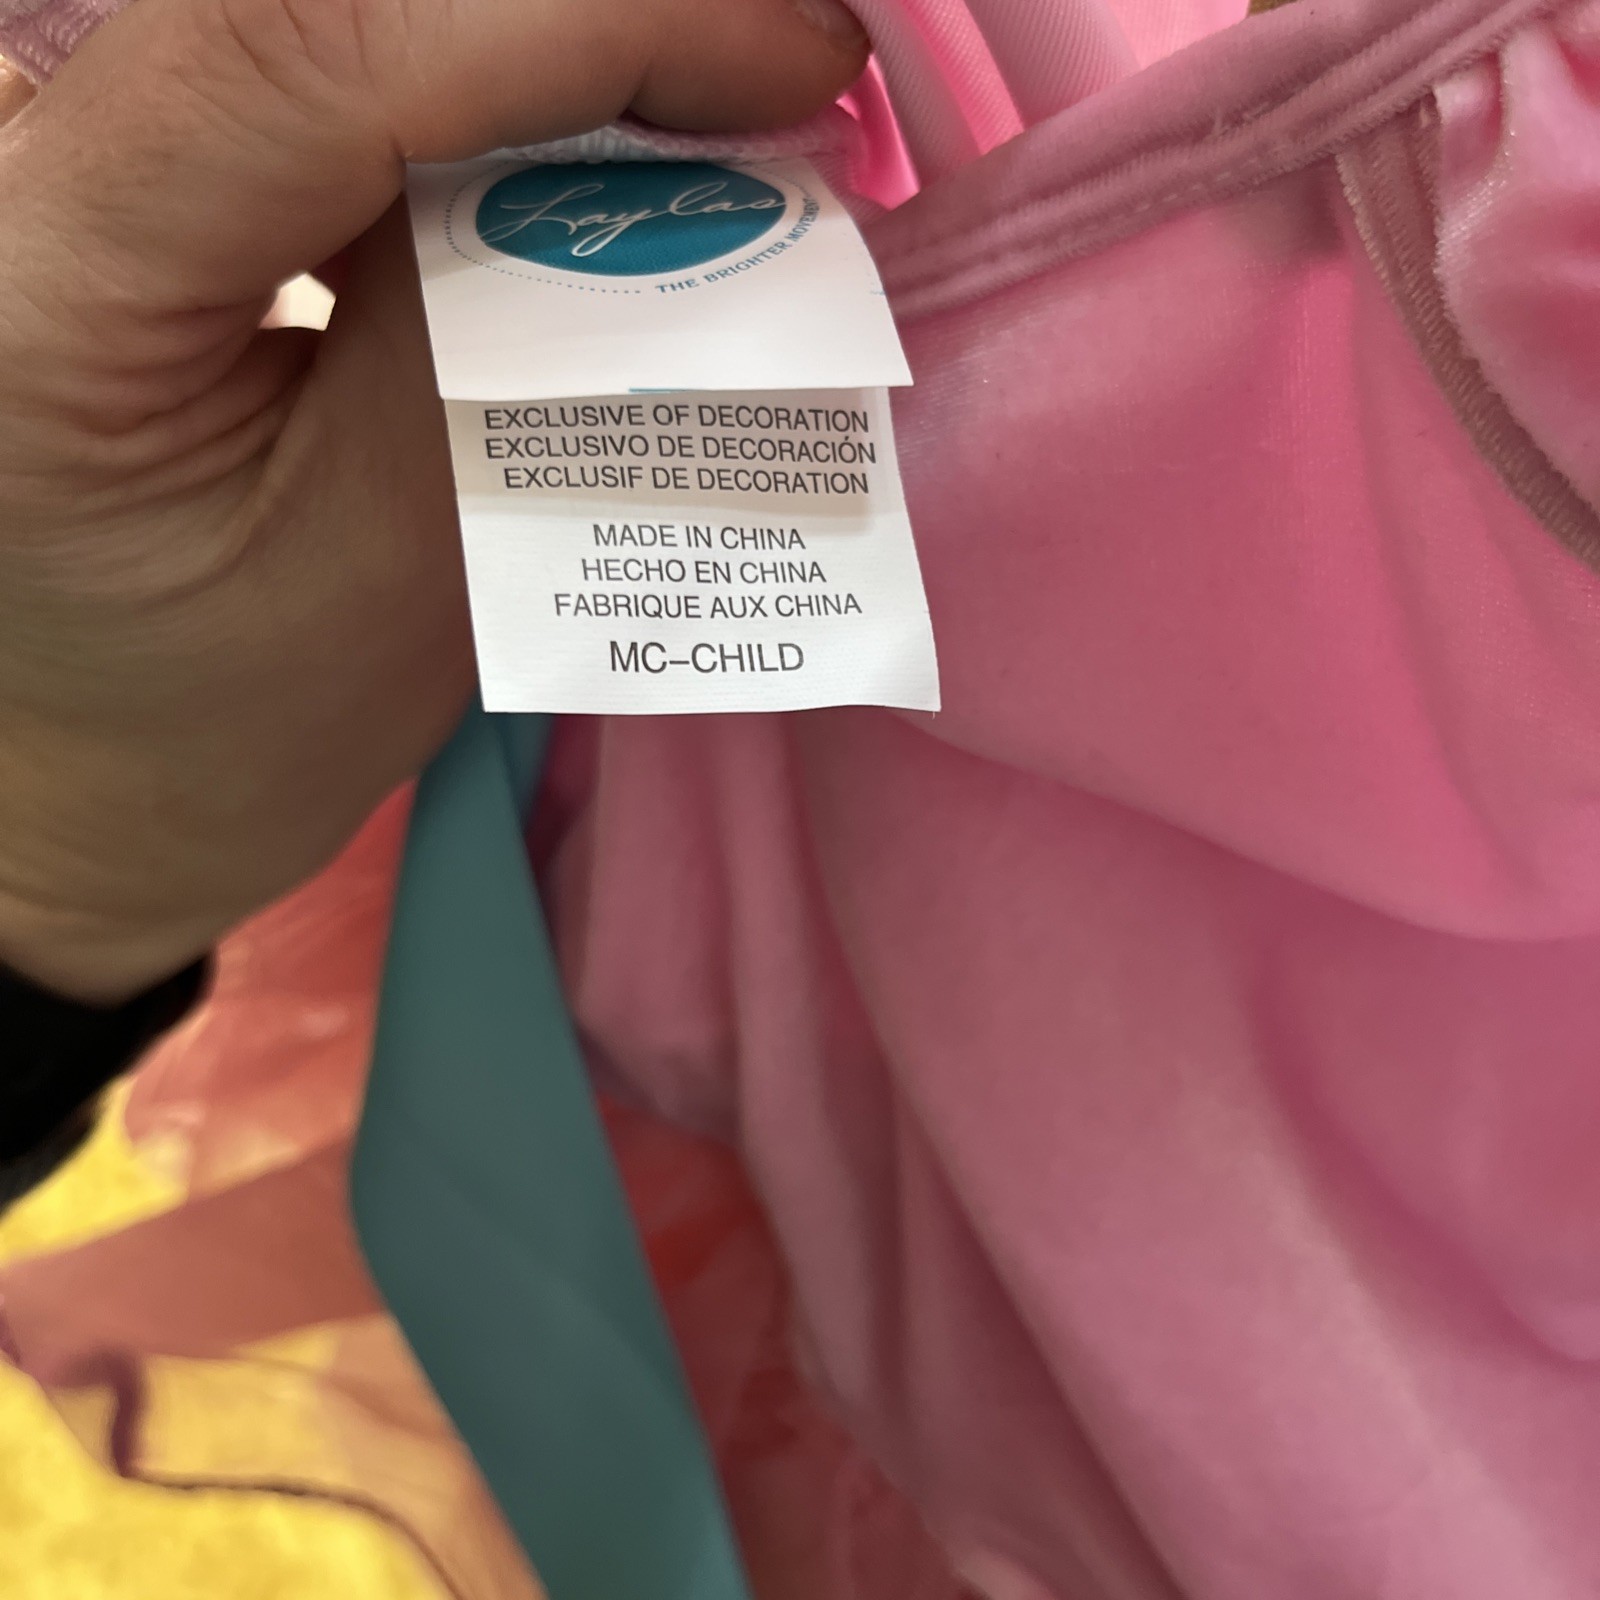 Laylas
THE BRIGHTER MOVEMENT
EXCLUSIVE OF DECORATION
EXCLUSIVO DE DECORACIÓN
EXCLUSIF DE DECORATION
MADE IN CHINA
HECHO EN CHINA
FABRIQUE AUX CHINA
MC–CHILD